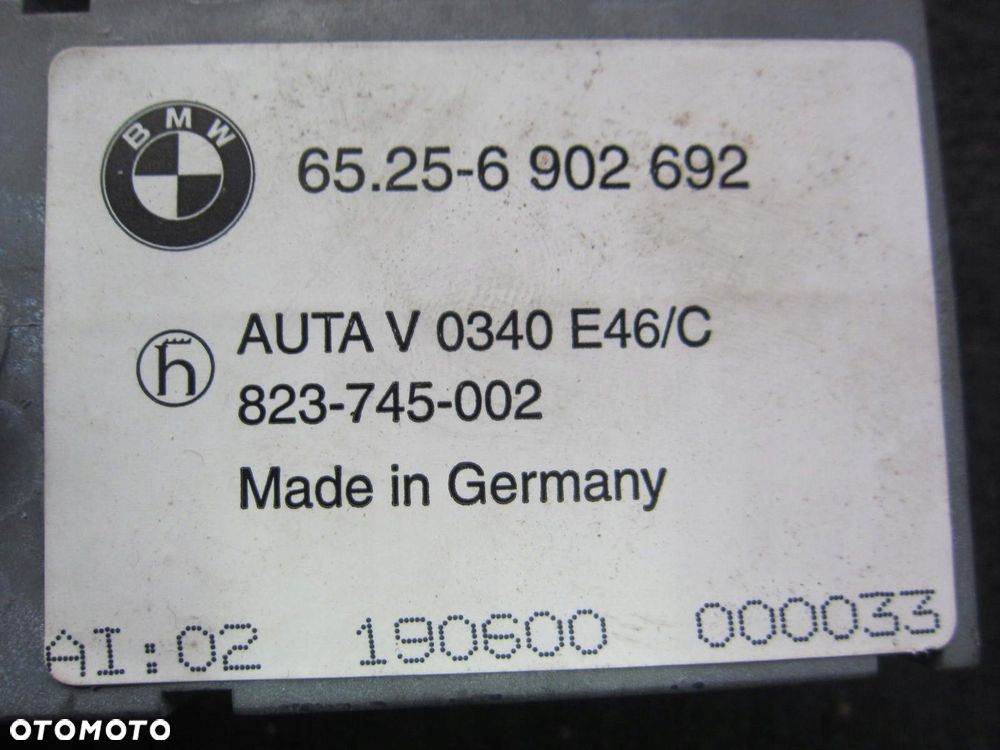 BMW
65.25-6 902 692
h
AUTA V 0340 E46/C
823-745-002
Made in Germany
AI:02 190600 000033
OTOMOTO